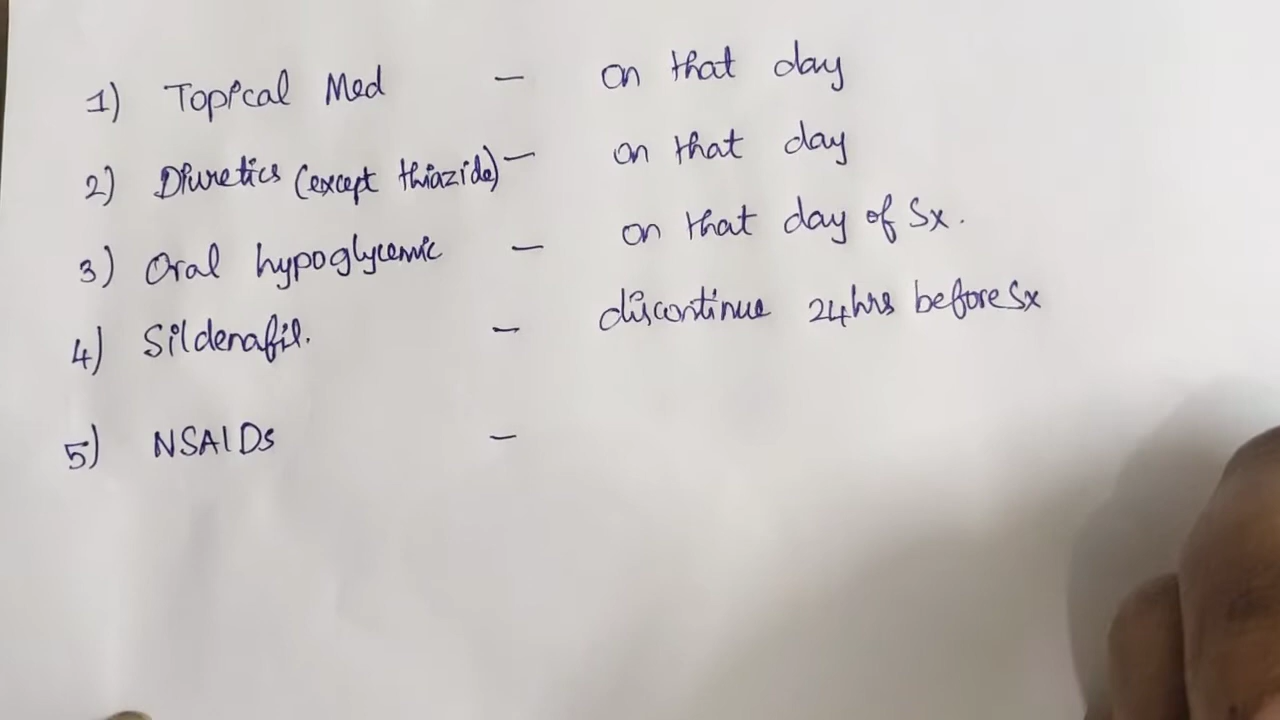 1) Topical Med - on that day
2) Diuretics (except thiazide) - on that day
3) Oral hypoglycemic - on that day of Sx.
4) Sildenafil. - discontinue 24hrs before Sx
5) NSAIDs -